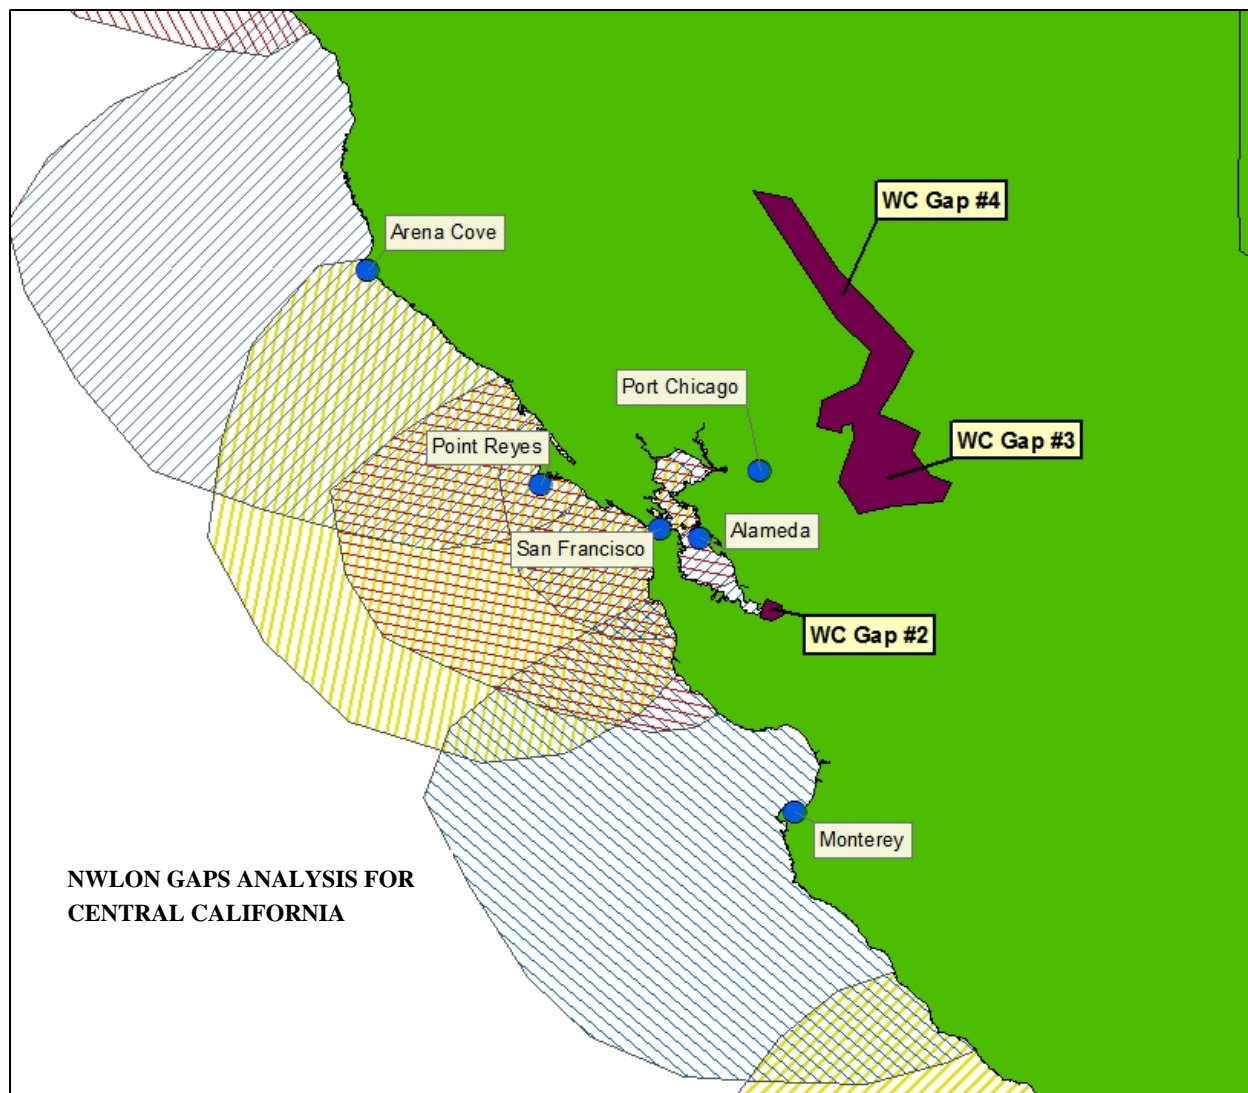 WC Gap #4
Arena Cove
Port Chicago
Point Reyes
WC Gap #3
San Francisco
Alameda
WC Gap #2
Monterey
NWLON GAPS ANALYSIS FOR
CENTRAL CALIFORNIA